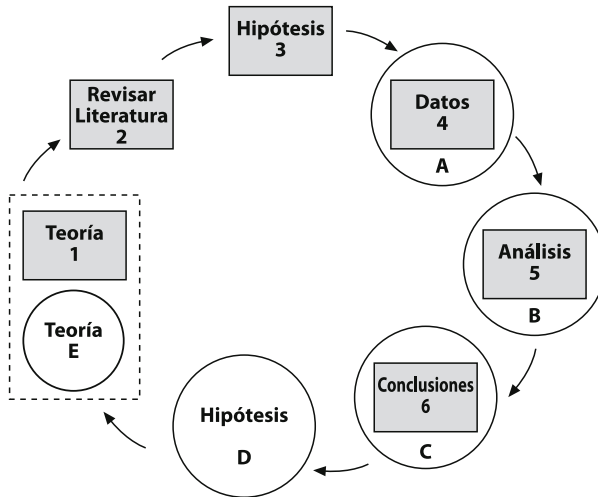 Hipótesis
3
Revisar
Literatura
2
Datos
4
A
Teoría
1
Análisis
5
B
Teoría
E
Conclusiones
6
C
Hipótesis
D